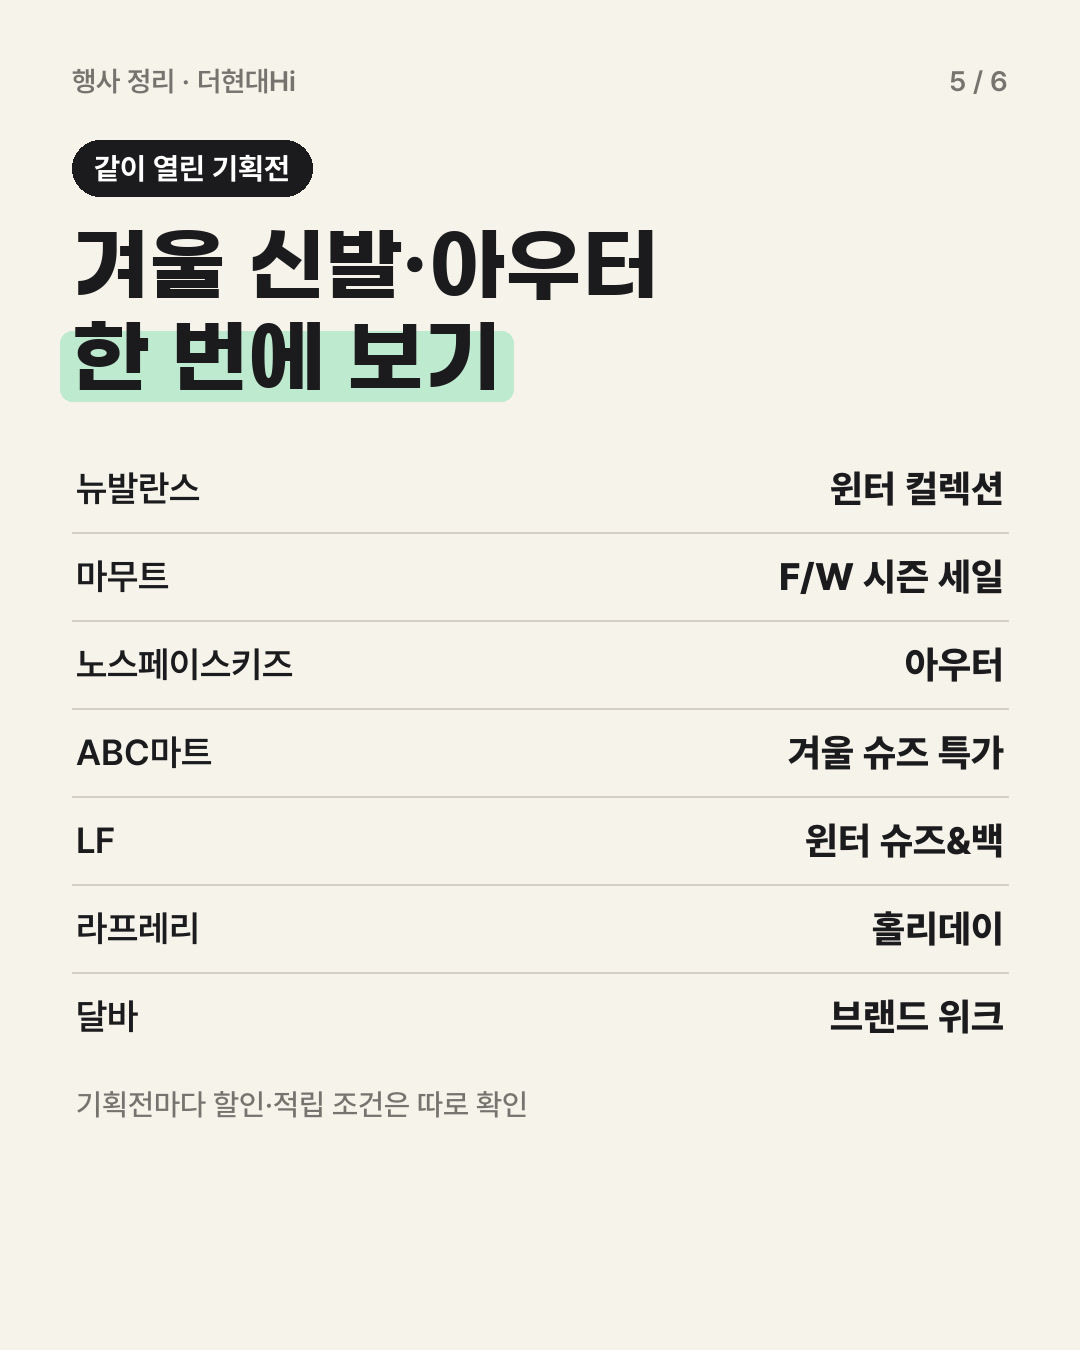 행사 정리 · 더현대Hi
5 / 6
같이 열린 기획전
겨울 신발·아우터
한 번에 보기
뉴발란스 윈터 컬렉션
마무트 F/W 시즌 세일
노스페이스키즈 아우터
ABC마트 겨울 슈즈 특가
LF 윈터 슈즈&백
라프레리 홀리데이
달바 브랜드 위크
기획전마다 할인·적립 조건은 따로 확인